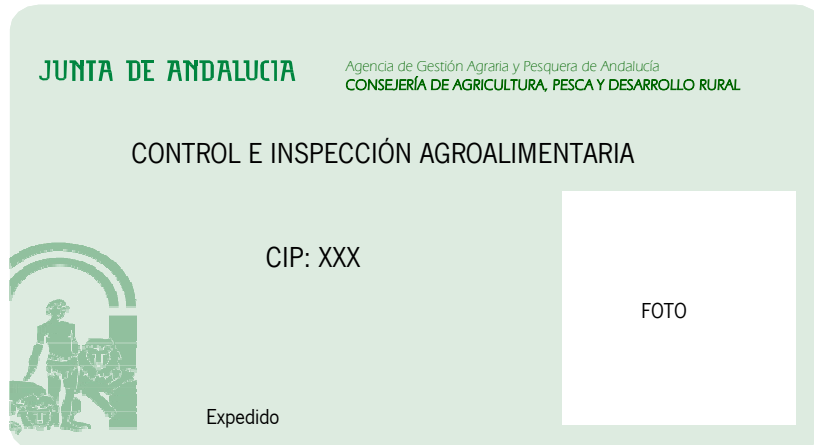 JUNTA DE ANDALUCIA
Agencia de Gestión Agraria y Pesquera de Andalucía
CONSEJERÍA DE AGRICULTURA, PESCA Y DESARROLLO RURAL
CONTROL E INSPECCIÓN AGROALIMENTARIA
CIP: XXX
FOTO
Expedido